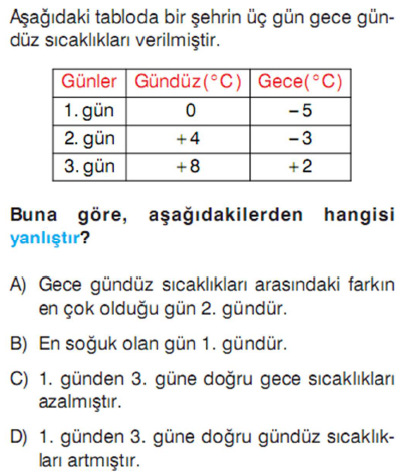 Aşağıdaki tabloda bir şehrin üç gün gece gün-
düz sıcaklıkları verilmiştir.
Günler Gündüz(°C) Gece(°C)
1. gün 0 −5
2. gün +4 −3
3. gün +8 +2
Buna göre, aşağıdakilerden hangisi
yanlıştır?
A) Gece gündüz sıcaklıkları arasındaki farkın
en çok olduğu gün 2. gündür.
B) En soğuk olan gün 1. gündür.
C) 1. günden 3. güne doğru gece sıcaklıkları
azalmıştır.
D) 1. günden 3. güne doğru gündüz sıcaklık-
ları artmıştır.